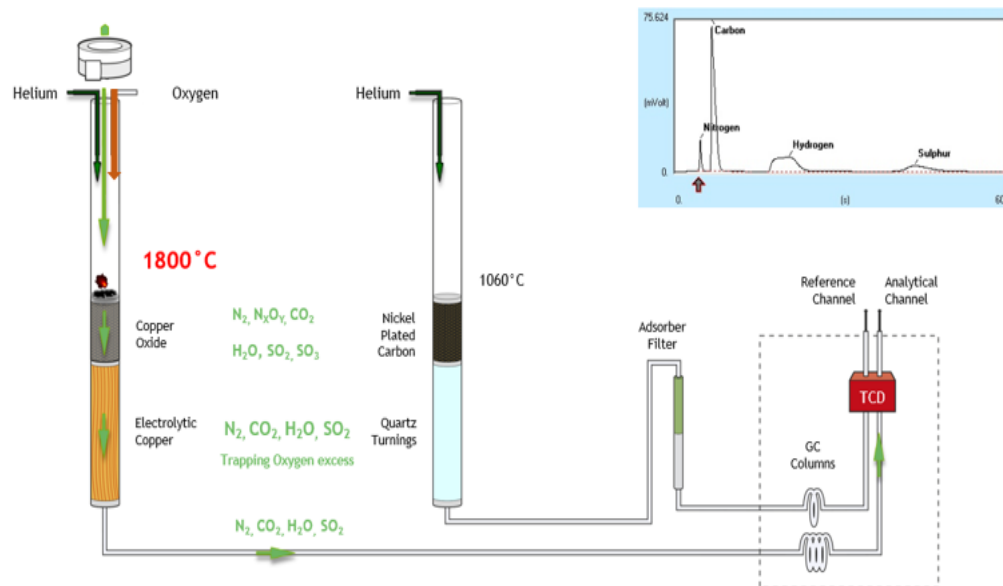 75.624
Carbon
(mVolt)
Nitrogen
Hydrogen
Sulphur
0.
0.
(s)
60
Helium
Oxygen
Helium
1800°C
1060°C
Reference
Channel
Analytical
Channel
Copper
Oxide
N₂, NₓOᵧ, CO₂
H₂O, SO₂, SO₃
Nickel
Plated
Carbon
Adsorber
Filter
TCD
Electrolytic
Copper
N₂, CO₂, H₂O, SO₂
Trapping Oxygen excess
Quartz
Turnings
GC
Columns
N₂, CO₂, H₂O, SO₂